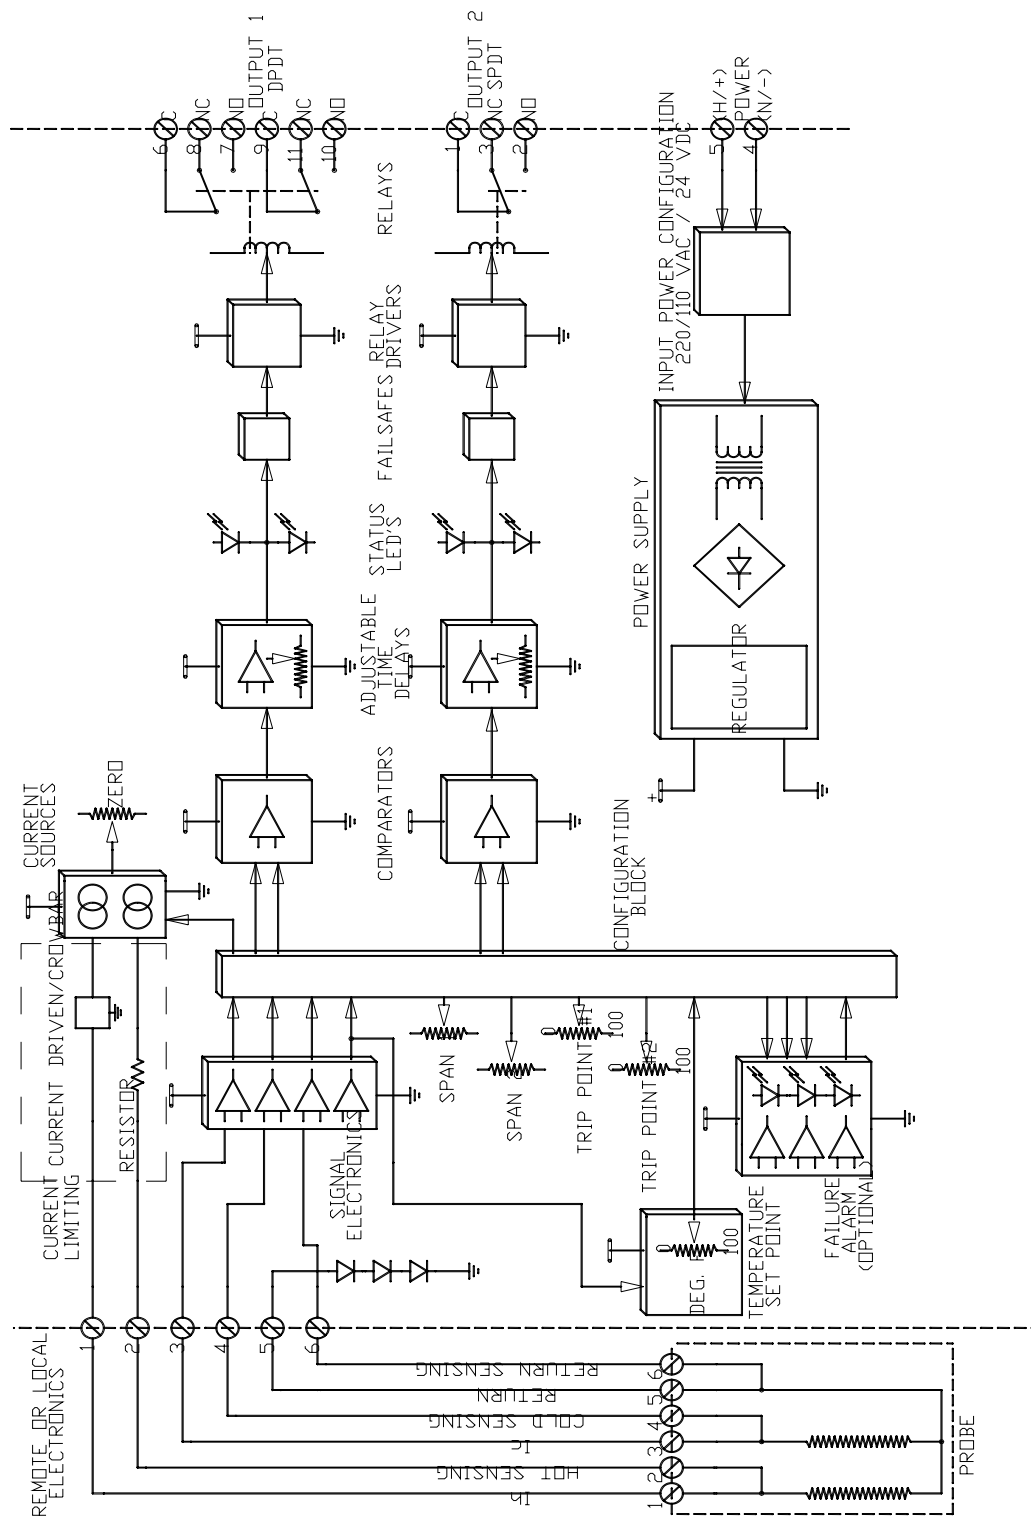 REMOTE OR LOCAL
ELECTRONICS
1
2
3
4
5
6
Ih
HOT SENSING
Ic
COLD SENSING
RETURN
RETURN SENSING
1
2
3
4
5
6
PROBE
CURRENT
LIMITING
CURRENT DRIVEN/CROWBAR
RESISTOR
CURRENT
SOURCES
ZERO
SIGNAL
ELECTRONICS
SPAN
SPAN
TRIP POINT #1
0
100
TRIP POINT #2
0
100
DEG. F
0
100
TEMPERATURE
SET POINT
FAILURE
ALARM
(OPTIONAL)
CONFIGURATION
BLOCK
COMPARATORS
ADJUSTABLE
TIME
DELAYS
STATUS
LED'S
FAILSAFES
RELAY
DRIVERS
RELAYS
6 C
8 NC
7 NO
9 C
11 NC
10 NO
OUTPUT 1
DPDT
1 C
3 NC
2 NO
OUTPUT 2
SPDT
POWER SUPPLY
REGULATOR
+
INPUT POWER CONFIGURATION
220/110 VAC / 24 VDC
5 (H/+)
POWER
4 (N/-)